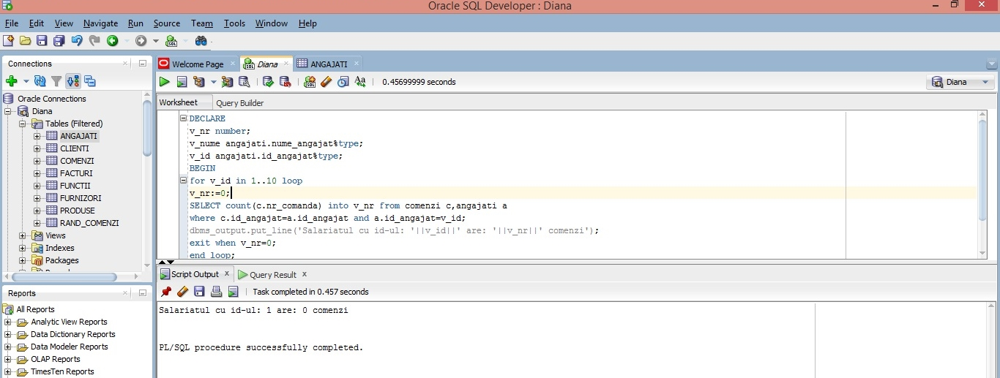 Oracle SQL Developer : Diana
File Edit View Navigate Run Source Team Tools Window Help
Connections
Welcome Page Diana ANGAJATI
0.45699999 seconds Diana
Worksheet Query Builder
Oracle Connections
Diana
Tables (Filtered)
ANGAJATI
CLIENTI
COMENZI
FACTURI
FUNCTII
FURNIZORI
PRODUSE
RAND_COMENZI
Views
Indexes
Packages
DECLARE
v_nr number;
v_nume angajati.nume_angajat%type;
v_id angajati.id_angajat%type;
BEGIN
for v_id in 1..10 loop
v_nr:=0;
SELECT count(c.nr_comanda) into v_nr from comenzi c,angajati a
where c.id_angajat=a.id_angajat and a.id_angajat=v_id;
dbms_output.put_line('Salariatul cu id-ul: '||v_id||' are: '||v_nr||' comenzi');
exit when v_nr=0;
end loop;
Script Output Query Result
Task completed in 0.457 seconds
Salariatul cu id-ul: 1 are: 0 comenzi
PL/SQL procedure successfully completed.
Reports
All Reports
Analytic View Reports
Data Dictionary Reports
Data Modeler Reports
OLAP Reports
TimesTen Reports